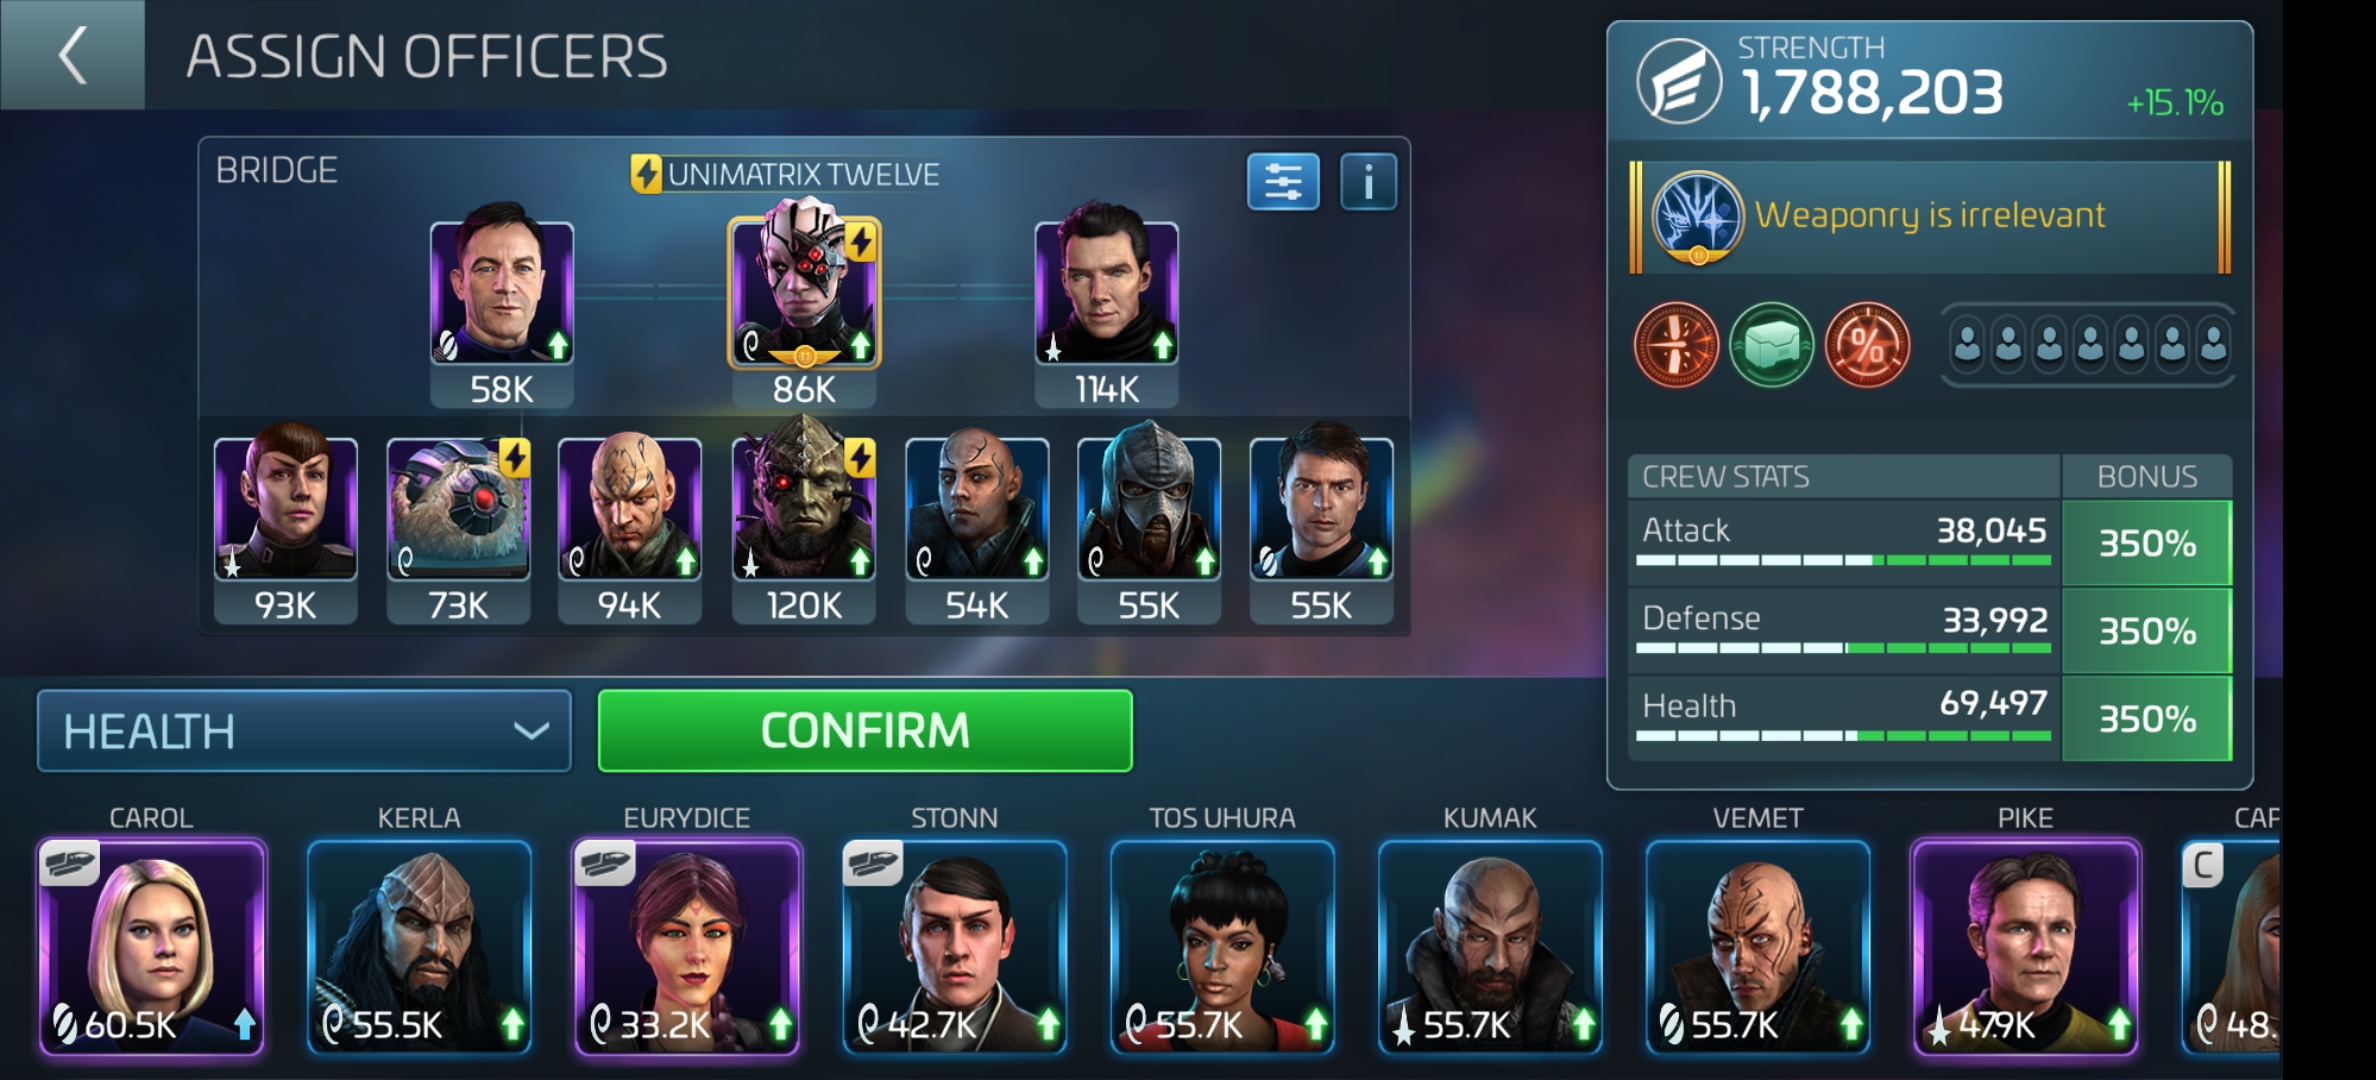 ASSIGN OFFICERS
STRENGTH
1,788,203
+15.1%
BRIDGE
UNIMATRIX TWELVE
i
Weaponry is irrelevant
%
58K
86K
114K
93K
73K
94K
120K
54K
55K
55K
CREW STATS
BONUS
Attack
38,045
350%
Defense
33,992
350%
Health
69,497
350%
HEALTH
CONFIRM
CAROL
KERLA
EURYDICE
STONN
TOS UHURA
KUMAK
VEMET
PIKE
CAF
C
60.5K
55.5K
33.2K
42.7K
55.7K
55.7K
55.7K
47.9K
48.